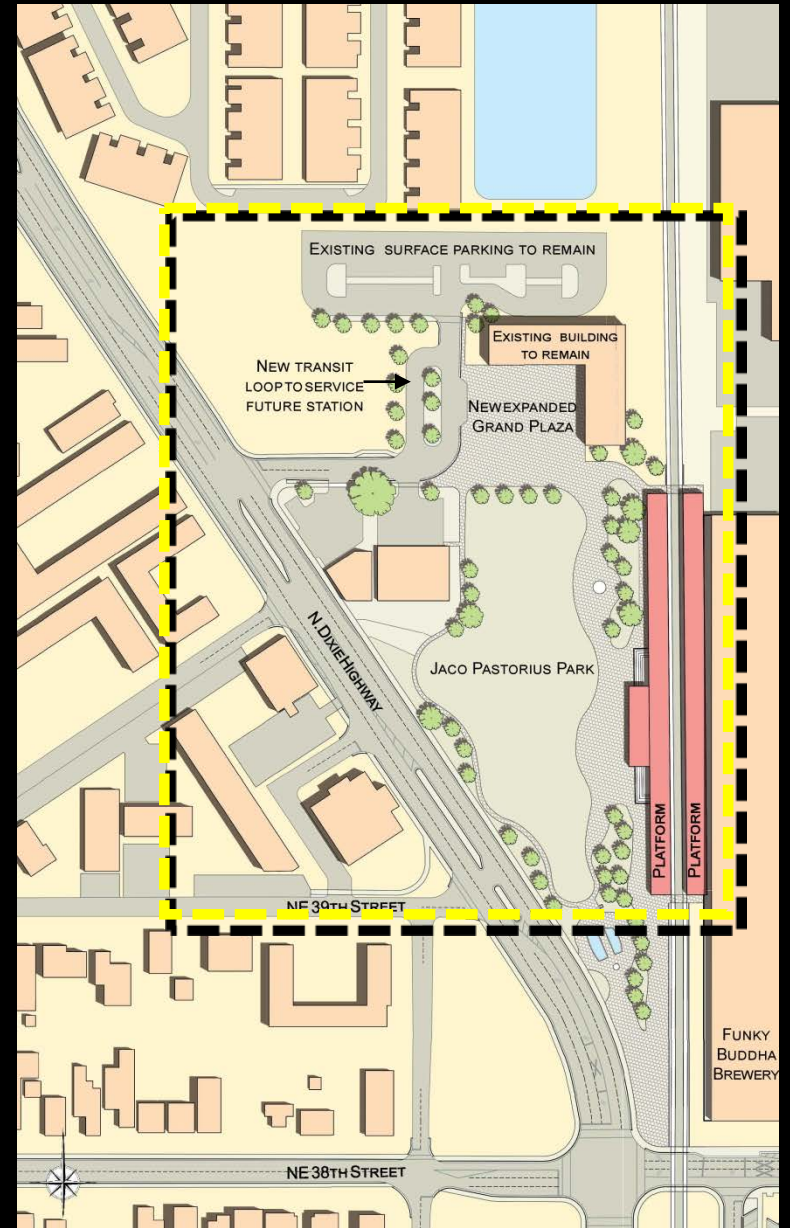 EXISTING SURFACE PARKING TO REMAIN
EXISTING BUILDING
TO REMAIN
NEW TRANSIT
LOOP TO SERVICE
FUTURE STATION
NEW EXPANDED
GRAND PLAZA
N. DIXIE HIGHWAY
JACO PASTORIUS PARK
PLATFORM
PLATFORM
NE 39TH STREET
FUNKY
BUDDHA
BREWERY
NE 38TH STREET